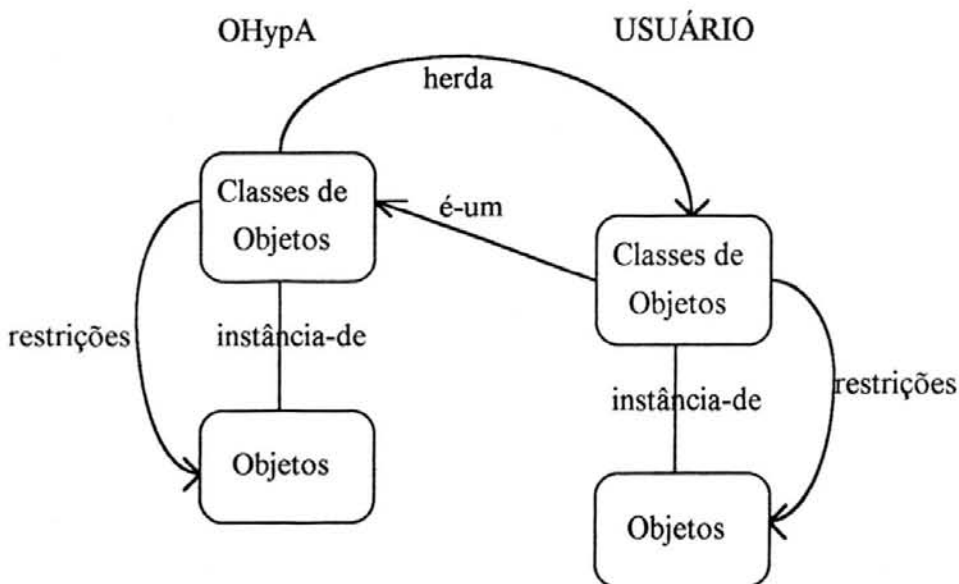 OHypA
USUÁRIO
herda
Classes de
Objetos
é-um
Classes de
Objetos
restrições
instância-de
instância-de
restrições
Objetos
Objetos